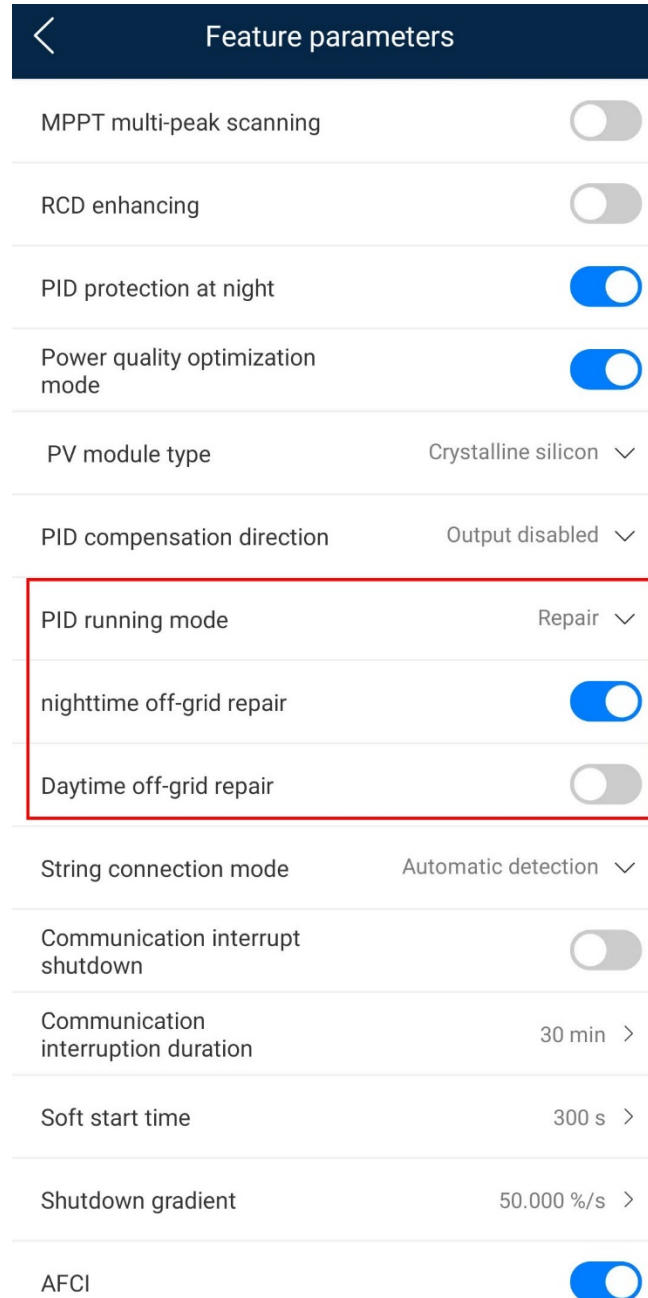 Feature parameters
MPPT multi-peak scanning
RCD enhancing
PID protection at night
Power quality optimization
mode
PV module type Crystalline silicon
PID compensation direction Output disabled
PID running mode Repair
nighttime off-grid repair
Daytime off-grid repair
String connection mode Automatic detection
Communication interrupt
shutdown
Communication
interruption duration 30 min
Soft start time 300 s
Shutdown gradient 50.000 %/s
AFCI